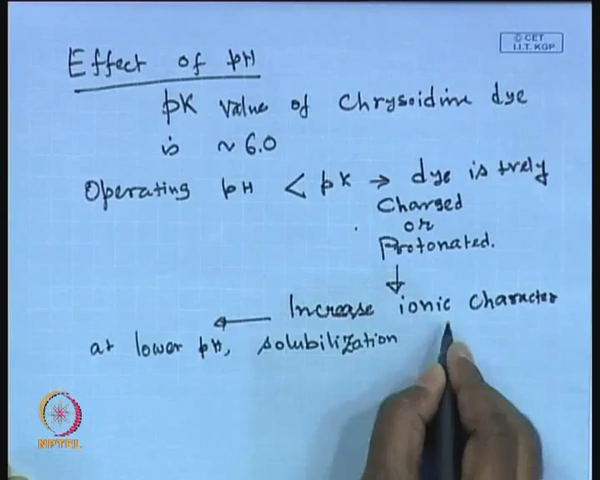 © CET
I.I.T. KGP
Effect of pH
pK value of Chrysoidine dye
is ~ 6.0
Operating pH < pK → dye is +vely
Charged
or
Protonated.
↓
← Increase ionic Character
at lower pH, solubilization
NPTEL